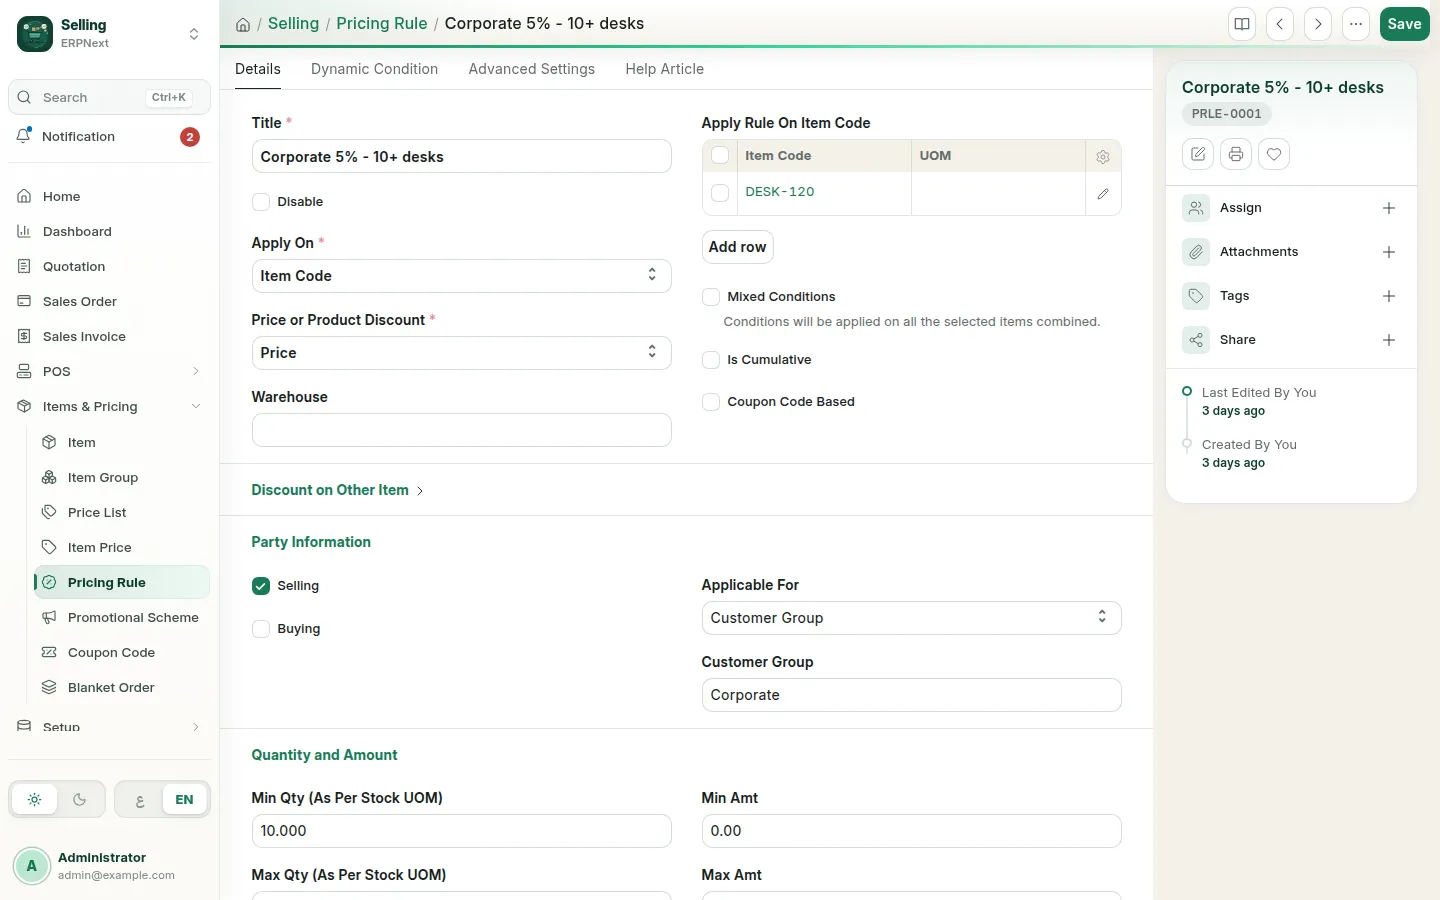 Selling
ERPNext
Search
Ctrl+K
Notification
2
Home
Dashboard
Quotation
Sales Order
Sales Invoice
POS
Items & Pricing
Item
Item Group
Price List
Item Price
Pricing Rule
Promotional Scheme
Coupon Code
Blanket Order
Setup
ع
EN
A
Administrator
admin@example.com
/ Selling / Pricing Rule / Corporate 5% - 10+ desks
Save
Details
Dynamic Condition
Advanced Settings
Help Article
Title *
Corporate 5% - 10+ desks
Disable
Apply On *
Item Code
Price or Product Discount *
Price
Warehouse
Apply Rule On Item Code
Item Code
UOM
DESK-120
Add row
Mixed Conditions
Conditions will be applied on all the selected items combined.
Is Cumulative
Coupon Code Based
Discount on Other Item
Party Information
Selling
Buying
Applicable For
Customer Group
Customer Group
Corporate
Quantity and Amount
Min Qty (As Per Stock UOM)
10.000
Min Amt
0.00
Max Qty (As Per Stock UOM)
Max Amt
Corporate 5% - 10+ desks
PRLE-0001
Assign
Attachments
Tags
Share
Last Edited By You
3 days ago
Created By You
3 days ago